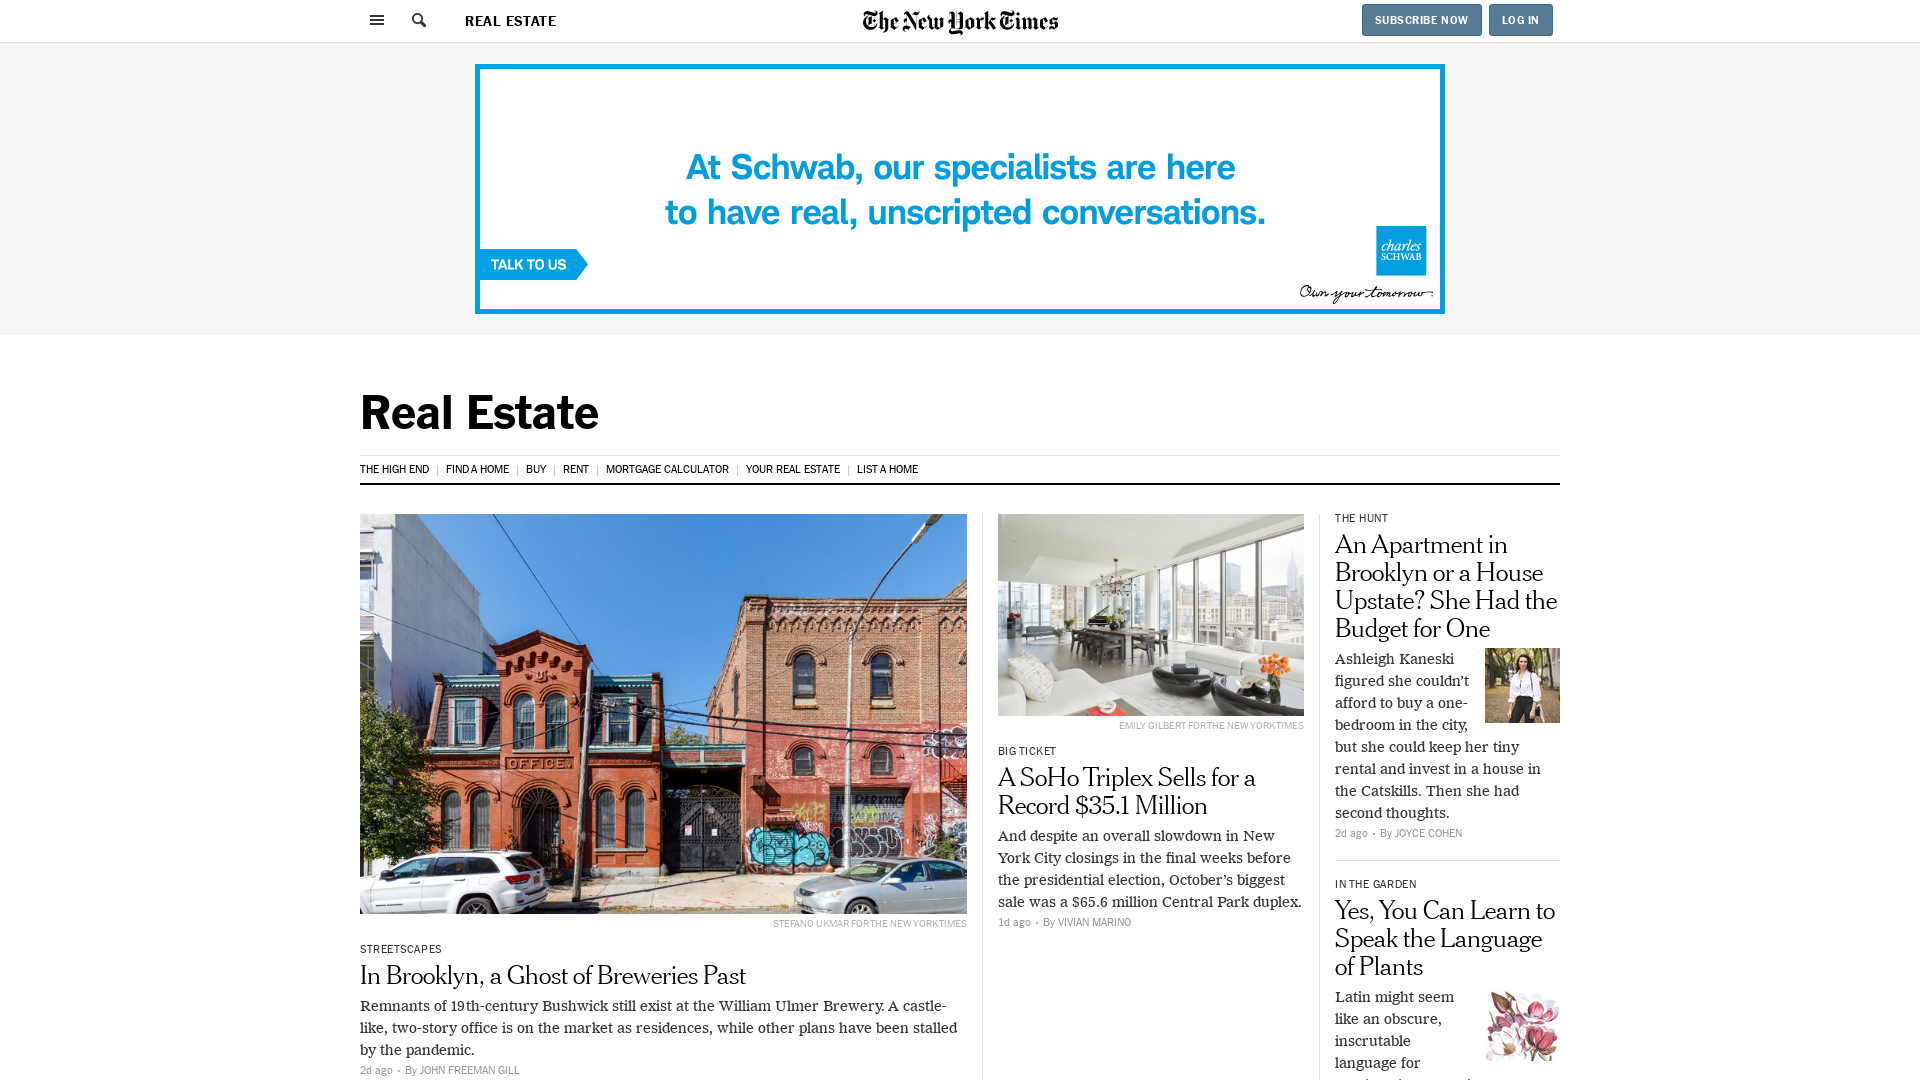 REAL ESTATE
The New York Times
SUBSCRIBE NOW
LOG IN
At Schwab, our specialists are here
to have real, unscripted conversations.
TALK TO US
charles
SCHWAB
Own your tomorrow
Real Estate
THE HIGH END
FIND A HOME
BUY
RENT
MORTGAGE CALCULATOR
YOUR REAL ESTATE
LIST A HOME
OFFICE.
NO PARKING
STEFANO UKMAR FOR THE NEW YORK TIMES
STREETSCAPES
In Brooklyn, a Ghost of Breweries Past
Remnants of 19th-century Bushwick still exist at the William Ulmer Brewery. A castle-
like, two-story office is on the market as residences, while other plans have been stalled
by the pandemic.
2d ago • By JOHN FREEMAN GILL
EMILY GILBERT FOR THE NEW YORK TIMES
BIG TICKET
A SoHo Triplex Sells for a
Record $35.1 Million
And despite an overall slowdown in New
York City closings in the final weeks before
the presidential election, October’s biggest
sale was a $65.6 million Central Park duplex.
1d ago • By VIVIAN MARINO
THE HUNT
An Apartment in
Brooklyn or a House
Upstate? She Had the
Budget for One
Ashleigh Kaneski
figured she couldn’t
afford to buy a one-
bedroom in the city,
but she could keep her tiny
rental and invest in a house in
the Catskills. Then she had
second thoughts.
2d ago • By JOYCE COHEN
IN THE GARDEN
Yes, You Can Learn to
Speak the Language
of Plants
Latin might seem
like an obscure,
inscrutable
language for